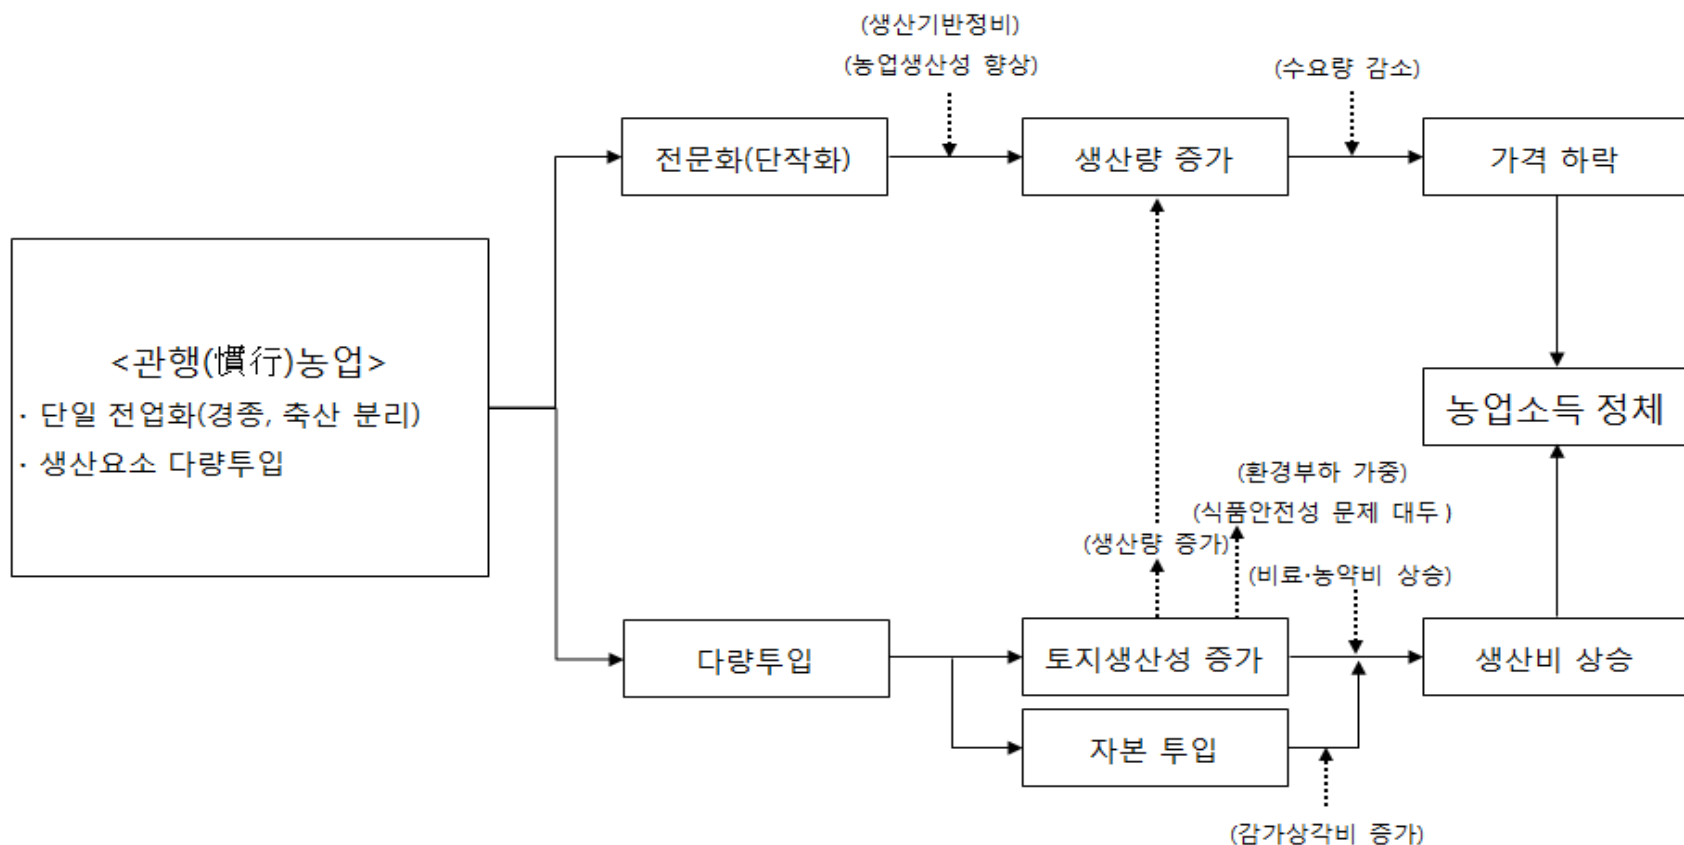 (생산기반정비)
(농업생산성 향상)
(수요량 감소)
전문화(단작화)
생산량 증가
가격 하락
<관행(慣行)농업>
· 단일 전업화(경종, 축산 분리)
· 생산요소 다량투입
농업소득 정체
(환경부하 가중)
(식품안전성 문제 대두 )
(생산량 증가)
(비료·농약비 상승)
다량투입
토지생산성 증가
생산비 상승
자본 투입
(감가상각비 증가)